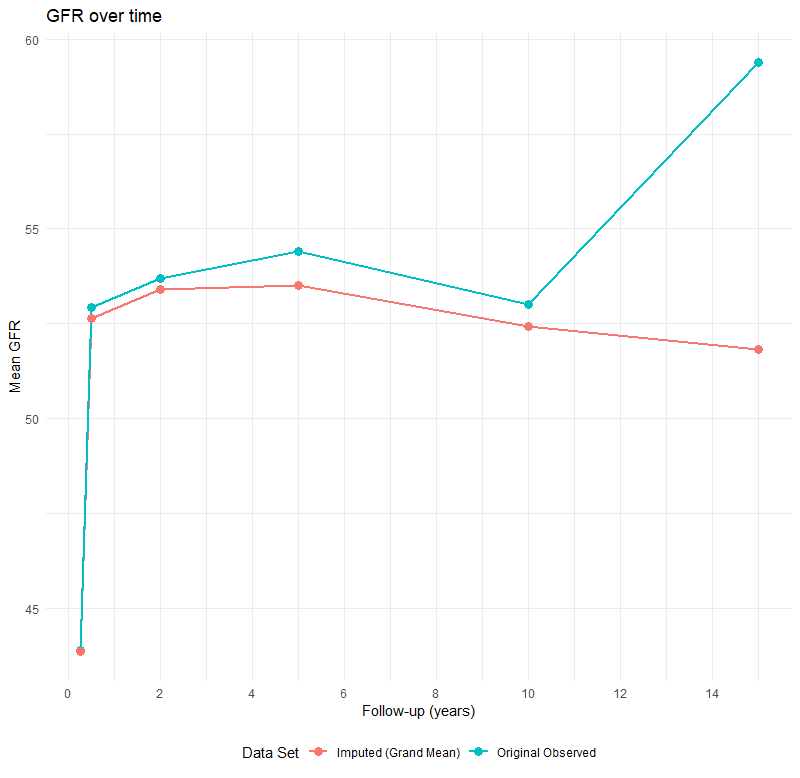 GFR over time
60
55
50
45
Mean GFR
0 2 4 6 8 10 12 14
Follow-up (years)
Data Set Imputed (Grand Mean) Original Observed